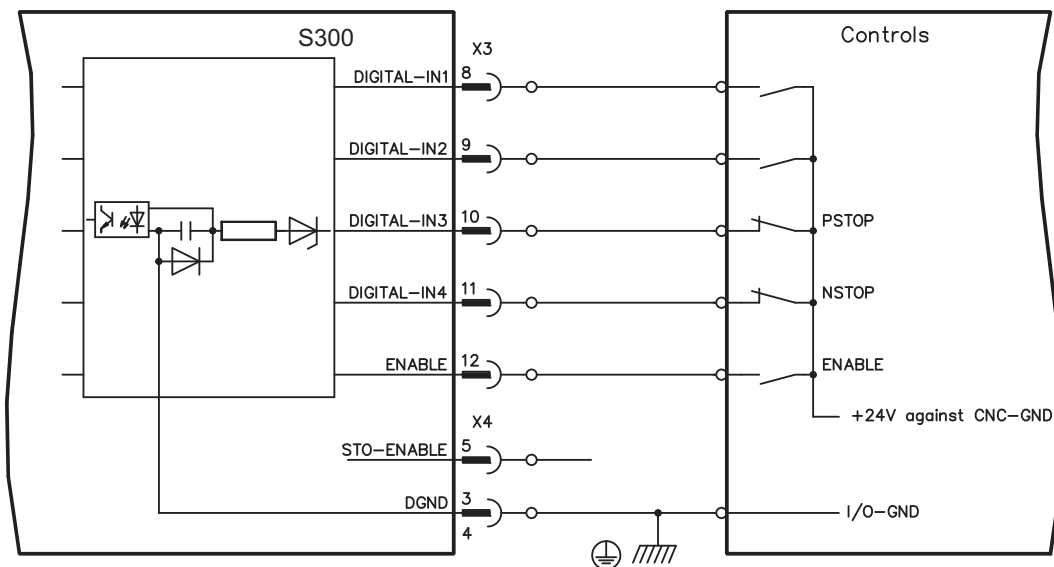 S300
X3
Controls
DIGITAL-IN1
8
DIGITAL-IN2
9
DIGITAL-IN3
10
PSTOP
DIGITAL-IN4
11
NSTOP
ENABLE
12
ENABLE
+24V against CNC-GND
X4
STO-ENABLE
5
DGND
3
I/O-GND
4